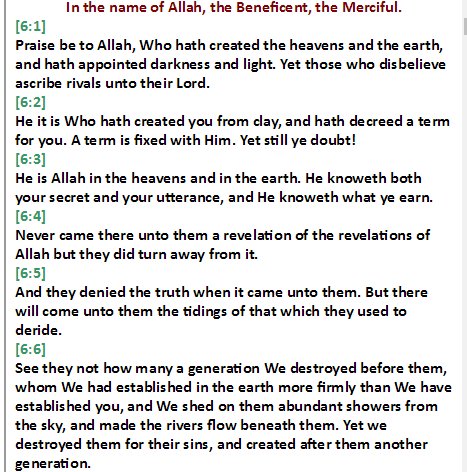 In the name of Allah, the Beneficent, the Merciful.
[6:1]
Praise be to Allah, Who hath created the heavens and the earth,
and hath appointed darkness and light. Yet those who disbelieve
ascribe rivals unto their Lord.
[6:2]
He it is Who hath created you from clay, and hath decreed a term
for you. A term is fixed with Him. Yet still ye doubt!
[6:3]
He is Allah in the heavens and in the earth. He knoweth both
your secret and your utterance, and He knoweth what ye earn.
[6:4]
Never came there unto them a revelation of the revelations of
Allah but they did turn away from it.
[6:5]
And they denied the truth when it came unto them. But there
will come unto them the tidings of that which they used to
deride.
[6:6]
See they not how many a generation We destroyed before them,
whom We had established in the earth more firmly than We have
established you, and We shed on them abundant showers from
the sky, and made the rivers flow beneath them. Yet we
destroyed them for their sins, and created after them another
generation.